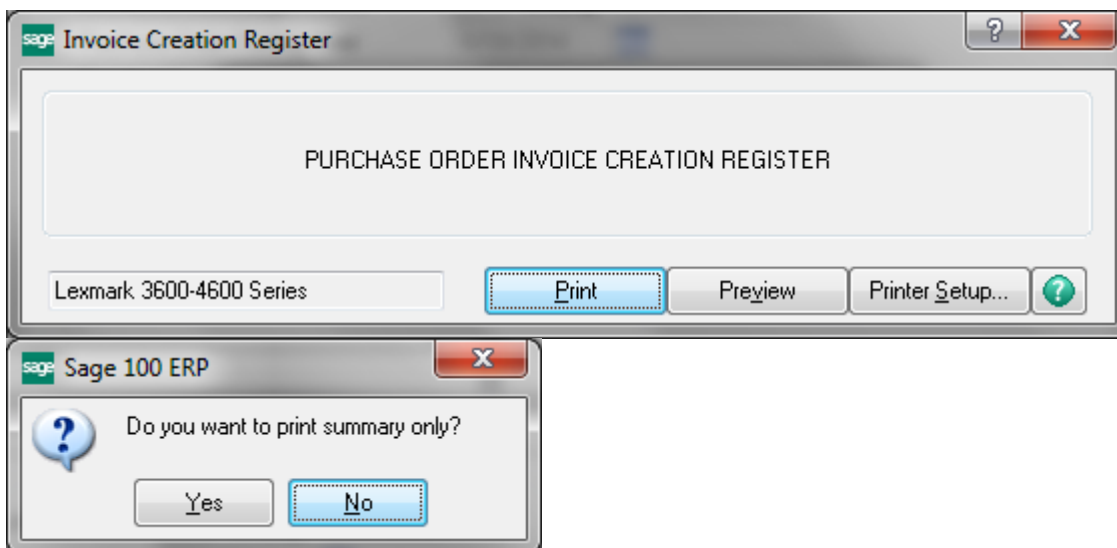 sage Invoice Creation Register
PURCHASE ORDER INVOICE CREATION REGISTER
Lexmark 3600-4600 Series Print Preview Printer Setup...
sage Sage 100 ERP
Do you want to print summary only?
Yes No